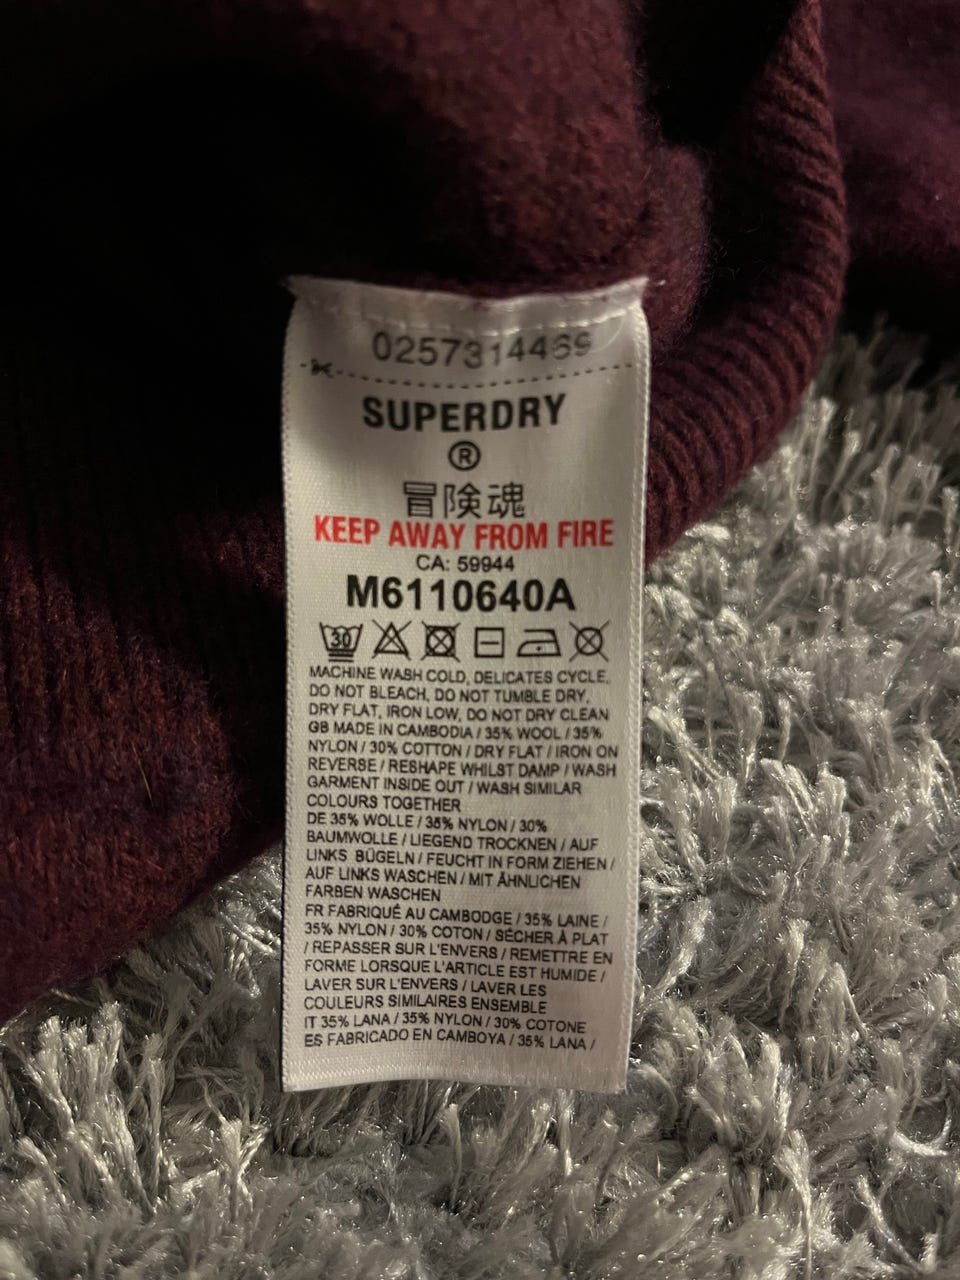 0257314469
SUPERDRY
®
冒険魂
KEEP AWAY FROM FIRE
CA: 59944
M6110640A
30
MACHINE WASH COLD, DELICATES CYCLE,
DO NOT BLEACH, DO NOT TUMBLE DRY,
DRY FLAT, IRON LOW, DO NOT DRY CLEAN
GB MADE IN CAMBODIA / 35% WOOL / 35%
NYLON / 30% COTTON / DRY FLAT / IRON ON
REVERSE / RESHAPE WHILST DAMP / WASH
GARMENT INSIDE OUT / WASH SIMILAR
COLOURS TOGETHER
DE 35% WOLLE / 35% NYLON / 30%
BAUMWOLLE / LIEGEND TROCKNEN / AUF
LINKS BÜGELN / FEUCHT IN FORM ZIEHEN /
AUF LINKS WASCHEN / MIT ÄHNLICHEN
FARBEN WASCHEN
FR FABRIQUÉ AU CAMBODGE / 35% LAINE /
35% NYLON / 30% COTON / SÉCHER À PLAT
/ REPASSER SUR L'ENVERS / REMETTRE EN
FORME LORSQUE L'ARTICLE EST HUMIDE /
LAVER SUR L'ENVERS / LAVER LES
COULEURS SIMILAIRES ENSEMBLE
IT 35% LANA / 35% NYLON / 30% COTONE
ES FABRICADO EN CAMBOYA / 35% LANA /